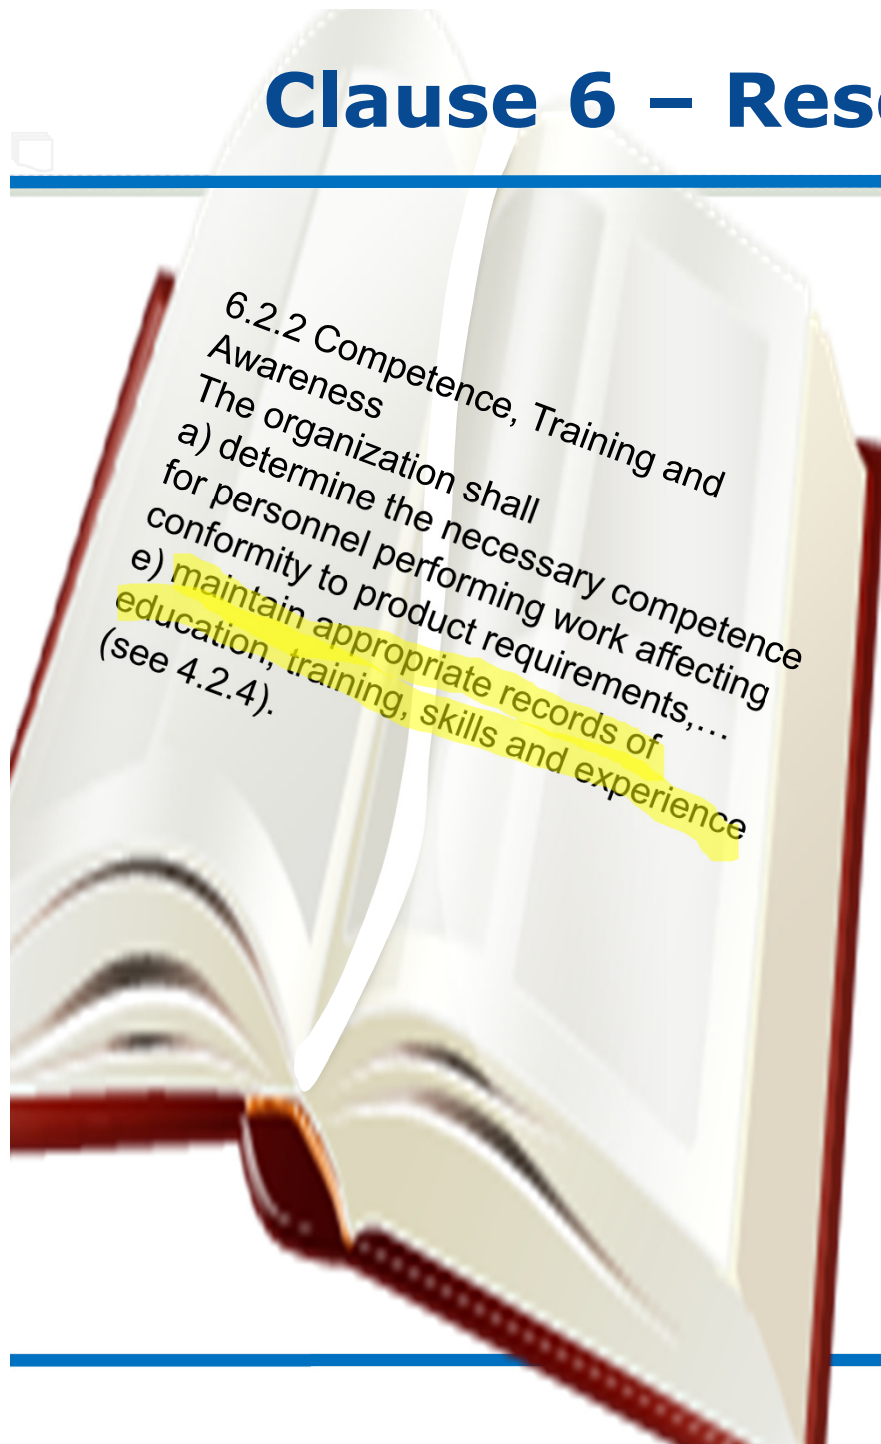 Clause 6 – Res
6.2.2 Competence, Training and
Awareness
The organization shall
a) determine the necessary competence
for personnel performing work affecting
conformity to product requirements,…
e) maintain appropriate records of
education, training, skills and experience
(see 4.2.4).